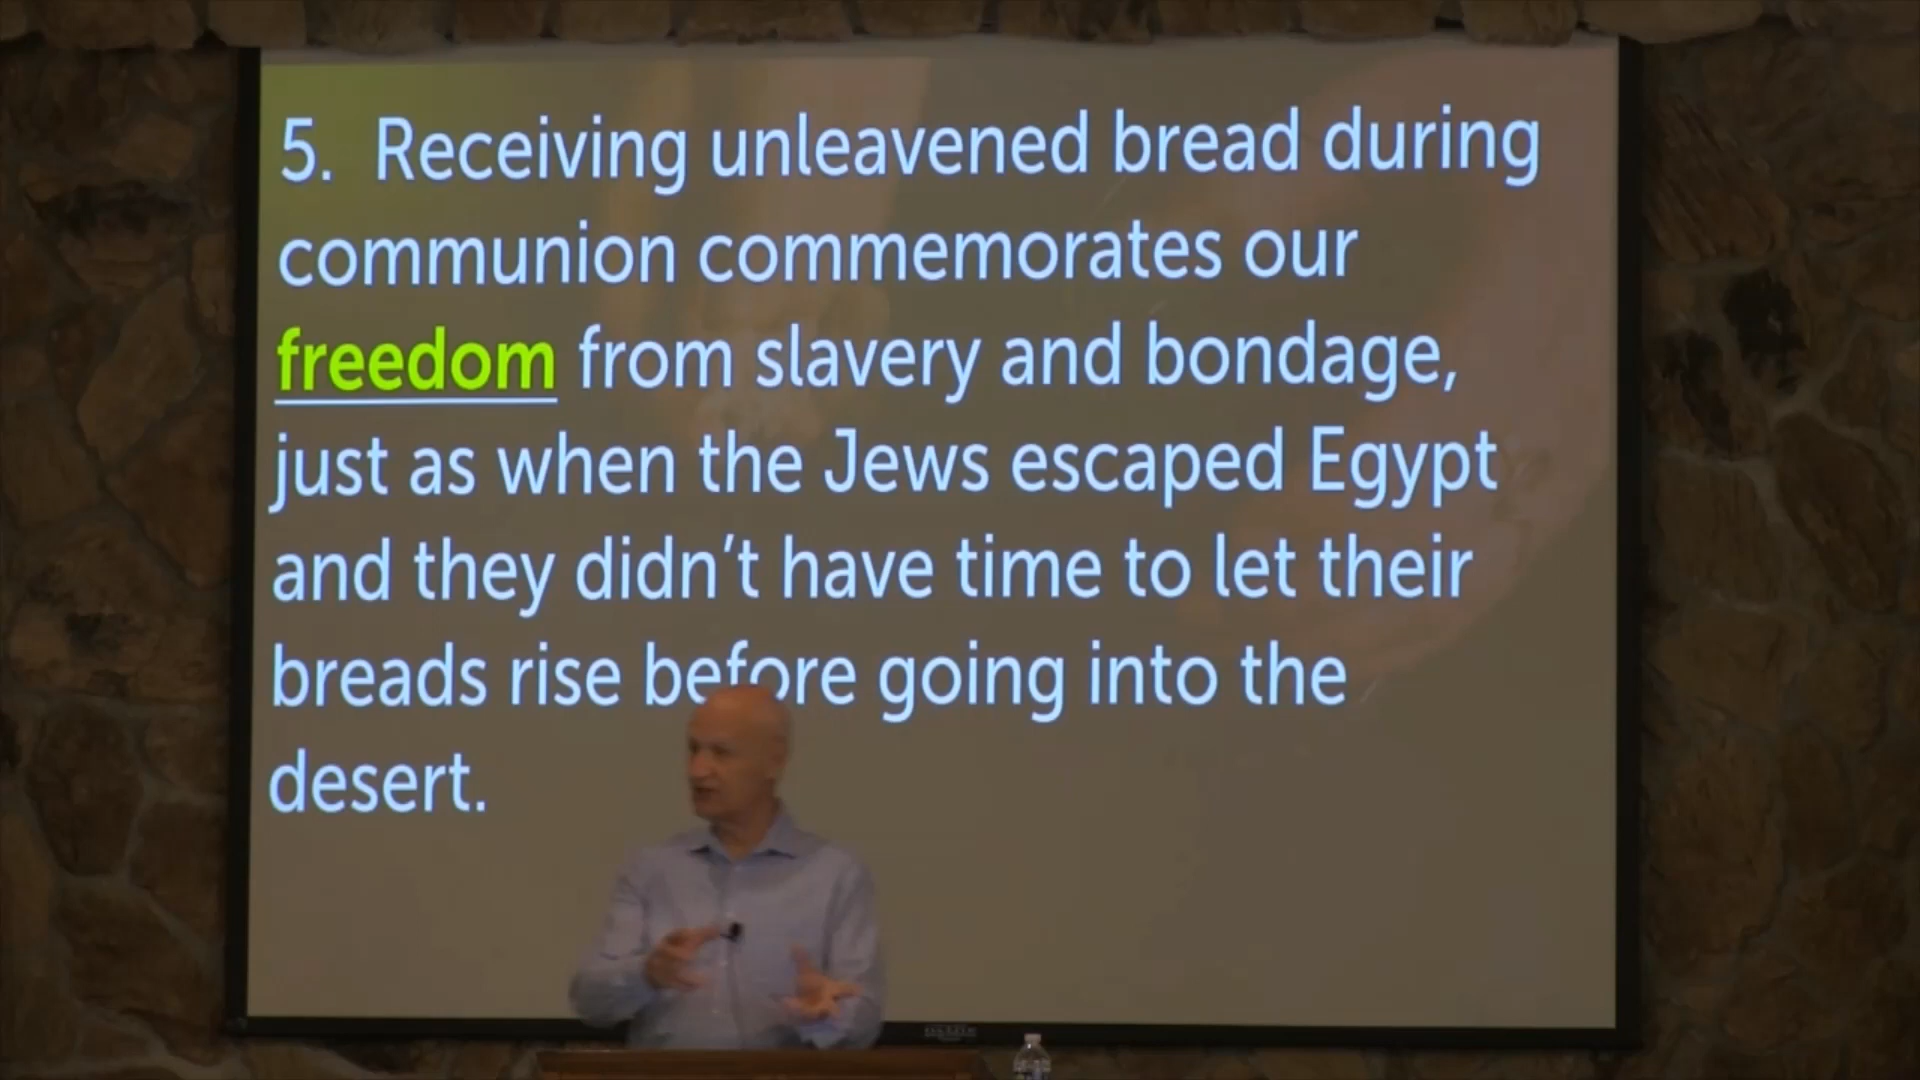 5. Receiving unleavened bread during
communion commemorates our
freedom from slavery and bondage,
just as when the Jews escaped Egypt
and they didn't have time to let their
breads rise before going into the
desert.